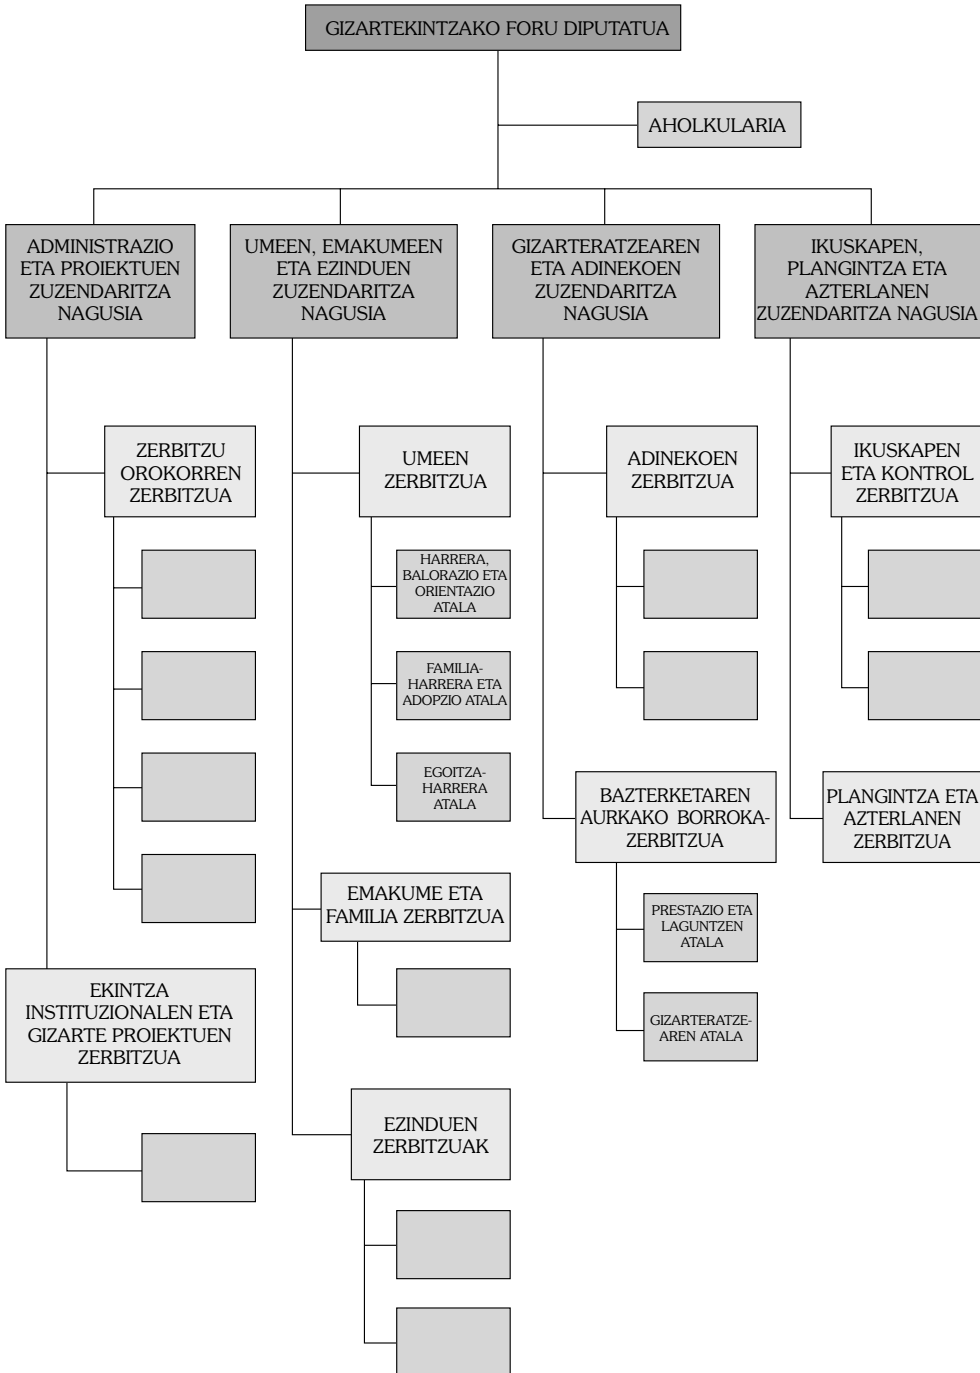 GIZARTEKINTZAKO FORU DIPUTATUA
AHOLKULARIA
ADMINISTRAZIO
ETA PROIEKTUEN
ZUZENDARITZA
NAGUSIA
UMEEN, EMAKUMEEN
ETA EZINDUEN
ZUZENDARITZA
NAGUSIA
GIZARTERATZEAREN
ETA ADINEKOEN
ZUZENDARITZA
NAGUSIA
IKUSKAPEN,
PLANGINTZA ETA
AZTERLANEN
ZUZENDARITZA NAGUSIA
ZERBITZU
OROKORREN
ZERBITZUA
UMEEN
ZERBITZUA
ADINEKOEN
ZERBITZUA
IKUSKAPEN
ETA KONTROL
ZERBITZUA
HARRERA,
BALORAZIO ETA
ORIENTAZIO
ATALA
FAMILIA-
HARRERA ETA
ADOPZIO ATALA
EGOITZA-
HARRERA
ATALA
BAZTERKETAREN
AURKAKO BORROKA-
ZERBITZUA
PLANGINTZA ETA
AZTERLANEN
ZERBITZUA
EMAKUME ETA
FAMILIA ZERBITZUA
PRESTAZIO ETA
LAGUNTZEN
ATALA
EKINTZA
INSTITUZIONALEN ETA
GIZARTE PROIEKTUEN
ZERBITZUA
GIZARTERATZE-
AREN ATALA
EZINDUEN
ZERBITZUAK